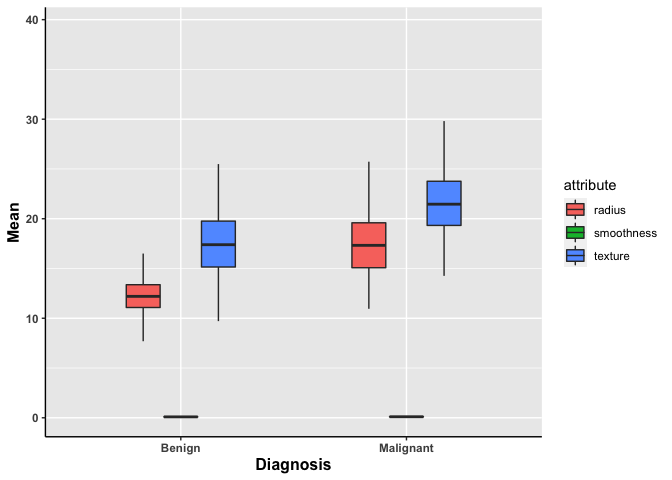 40
30
20
10
0
Mean
Benign
Malignant
Diagnosis
attribute
radius
smoothness
texture